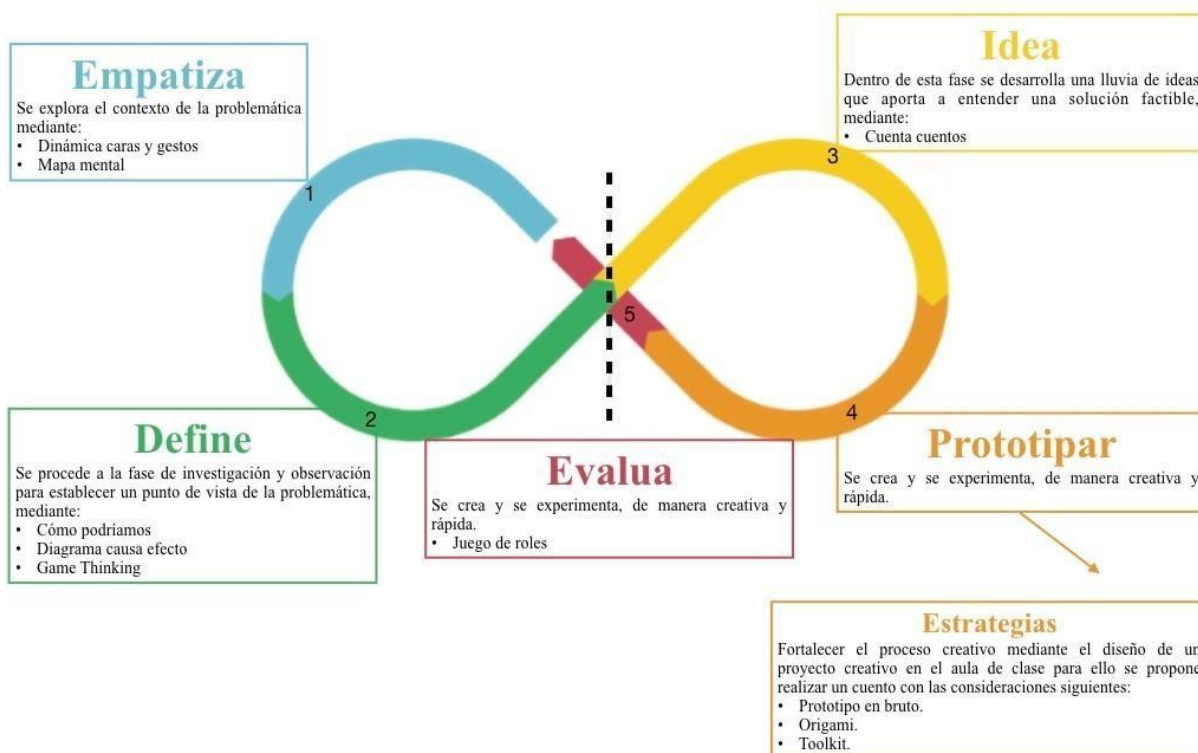 Empatiza
Se explora el contexto de la problemática
mediante:
• Dinámica caras y gestos
• Mapa mental
1
Idea
Dentro de esta fase se desarrolla una lluvia de ideas
que aporta a entender una solución factible,
mediante:
• Cuenta cuentos
3
2
Define
Se procede a la fase de investigación y observación
para establecer un punto de vista de la problemática,
mediante:
• Cómo podríamos
• Diagrama causa efecto
• Game Thinking
5
Evalua
Se crea y se experimenta, de manera creativa y
rápida.
• Juego de roles
4
Prototipar
Se crea y se experimenta, de manera creativa y
rápida.
Estrategias
Fortalecer el proceso creativo mediante el diseño de un
proyecto creativo en el aula de clase para ello se propone
realizar un cuento con las consideraciones siguientes:
• Prototipo en bruto.
• Origami.
• Toolkit.